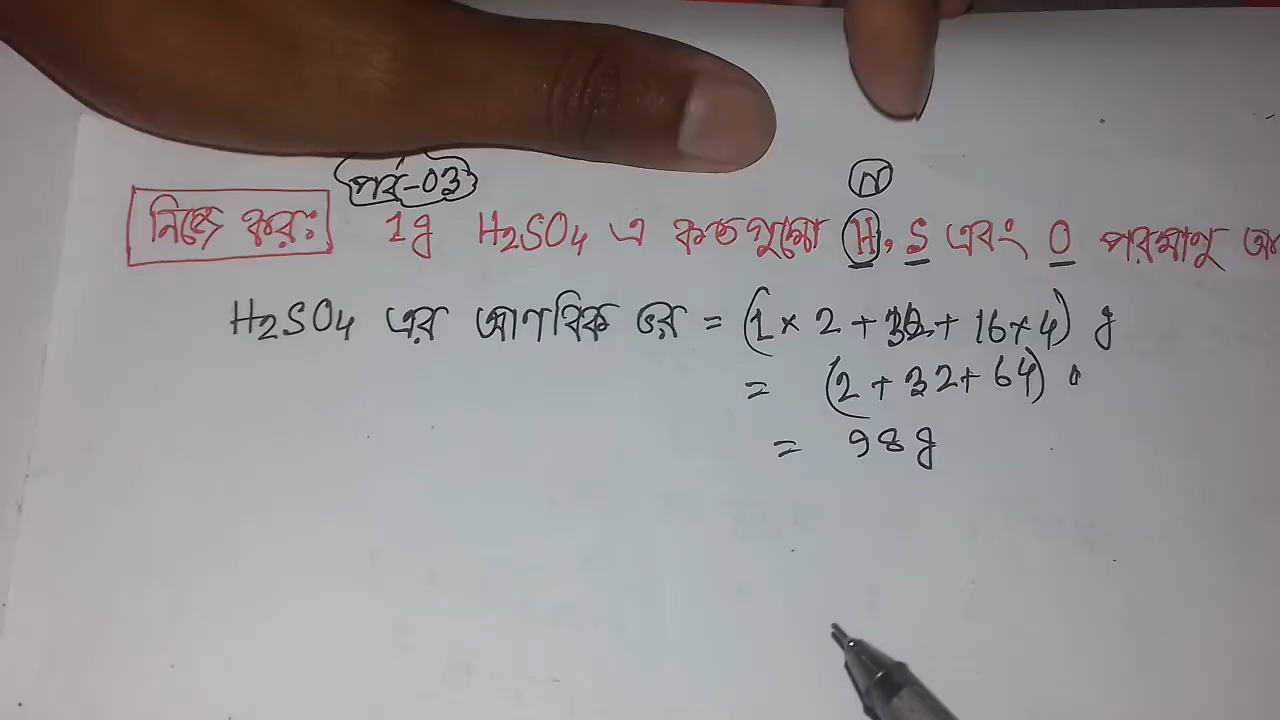 পর্ব-03
N
নিজে কর: 1g H₂SO₄ এ কতগুলো H, S এবং O পরমাণু
H₂SO₄ এর আণবিক ভর = (1 × 2 + 32 + 16 × 4) g
= (2 + 32 + 64)
= 98g